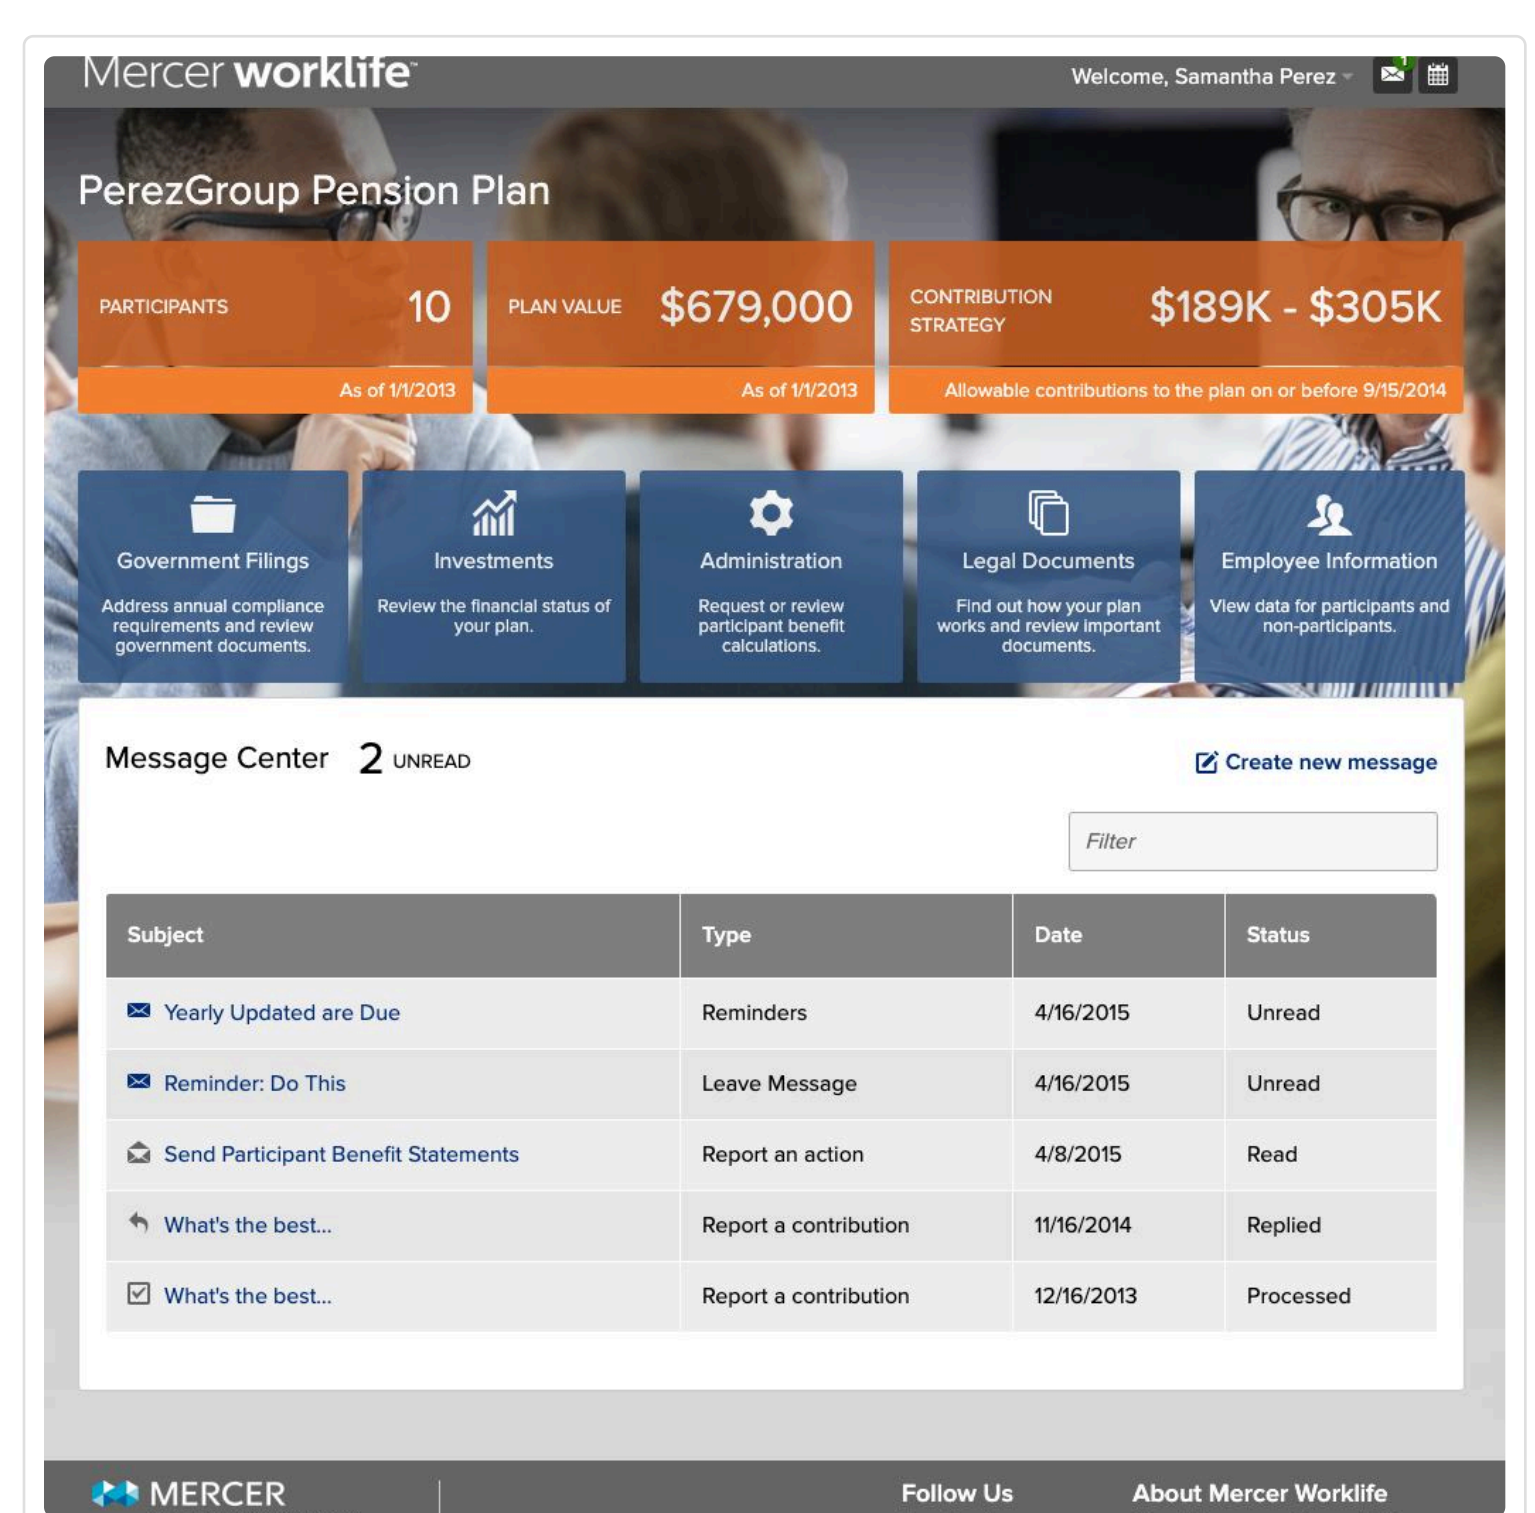 Mercer worklife™
Welcome, Samantha Perez
1
PerezGroup Pension Plan
PARTICIPANTS 10
As of 1/1/2013
PLAN VALUE $679,000
As of 1/1/2013
CONTRIBUTION
STRATEGY
$189K - $305K
Allowable contributions to the plan on or before 9/15/2014
Government Filings
Address annual compliance
requirements and review
government documents.
Investments
Review the financial status of
your plan.
Administration
Request or review
participant benefit
calculations.
Legal Documents
Find out how your plan
works and review important
documents.
Employee Information
View data for participants and
non-participants.
Message Center 2 UNREAD
Create new message
Filter
Subject Type Date Status
Yearly Updated are Due Reminders 4/16/2015 Unread
Reminder: Do This Leave Message 4/16/2015 Unread
Send Participant Benefit Statements Report an action 4/8/2015 Read
What's the best... Report a contribution 11/16/2014 Replied
What's the best... Report a contribution 12/16/2013 Processed
MERCER
Follow Us
About Mercer Worklife